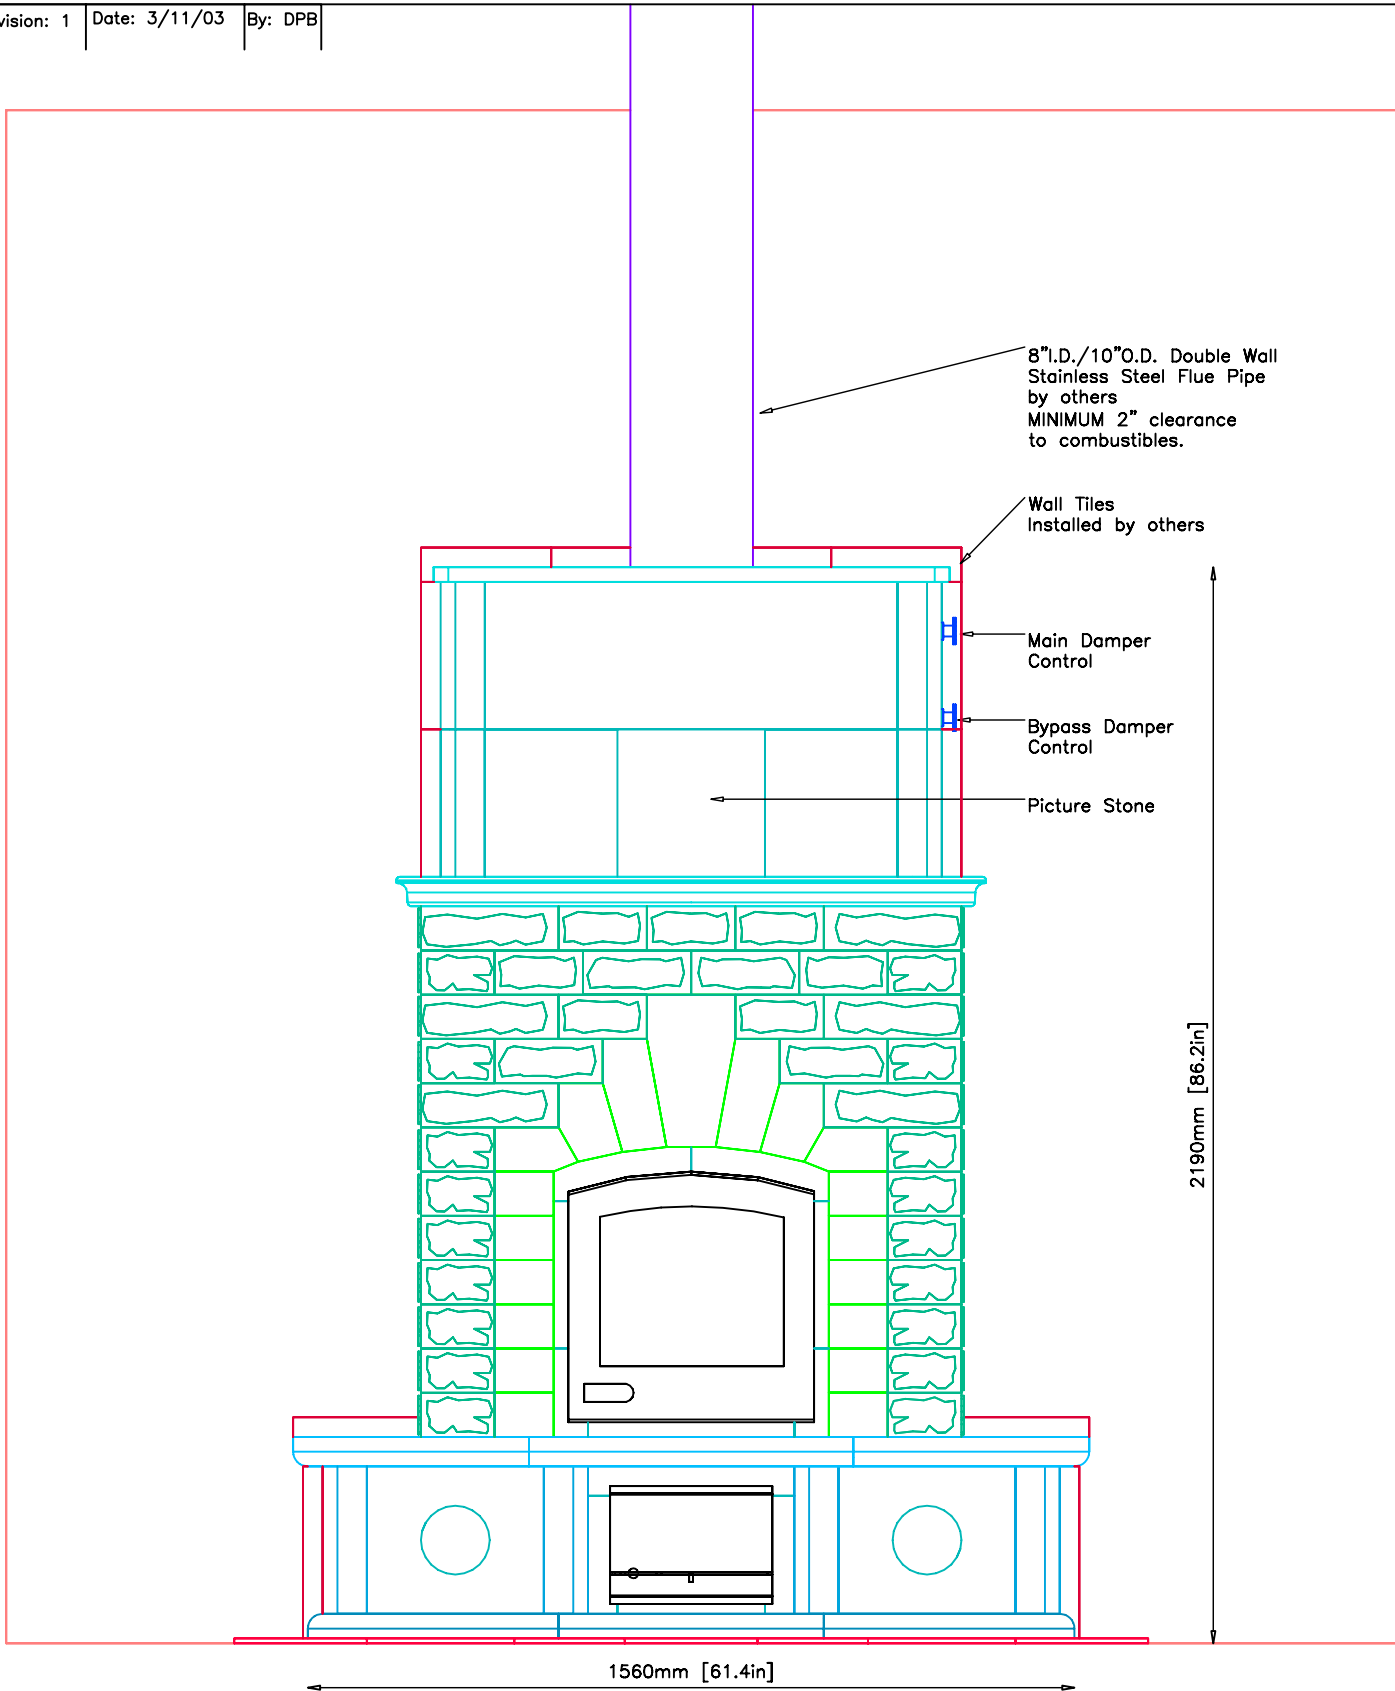 vision: 1 Date: 3/11/03 By: DPB
8"I.D./10"O.D. Double Wall
Stainless Steel Flue Pipe
by others
MINIMUM 2" clearance
to combustibles.
Wall Tiles
Installed by others
Main Damper
Control
Bypass Damper
Control
Picture Stone
2190mm [86.2in]
1560mm [61.4in]